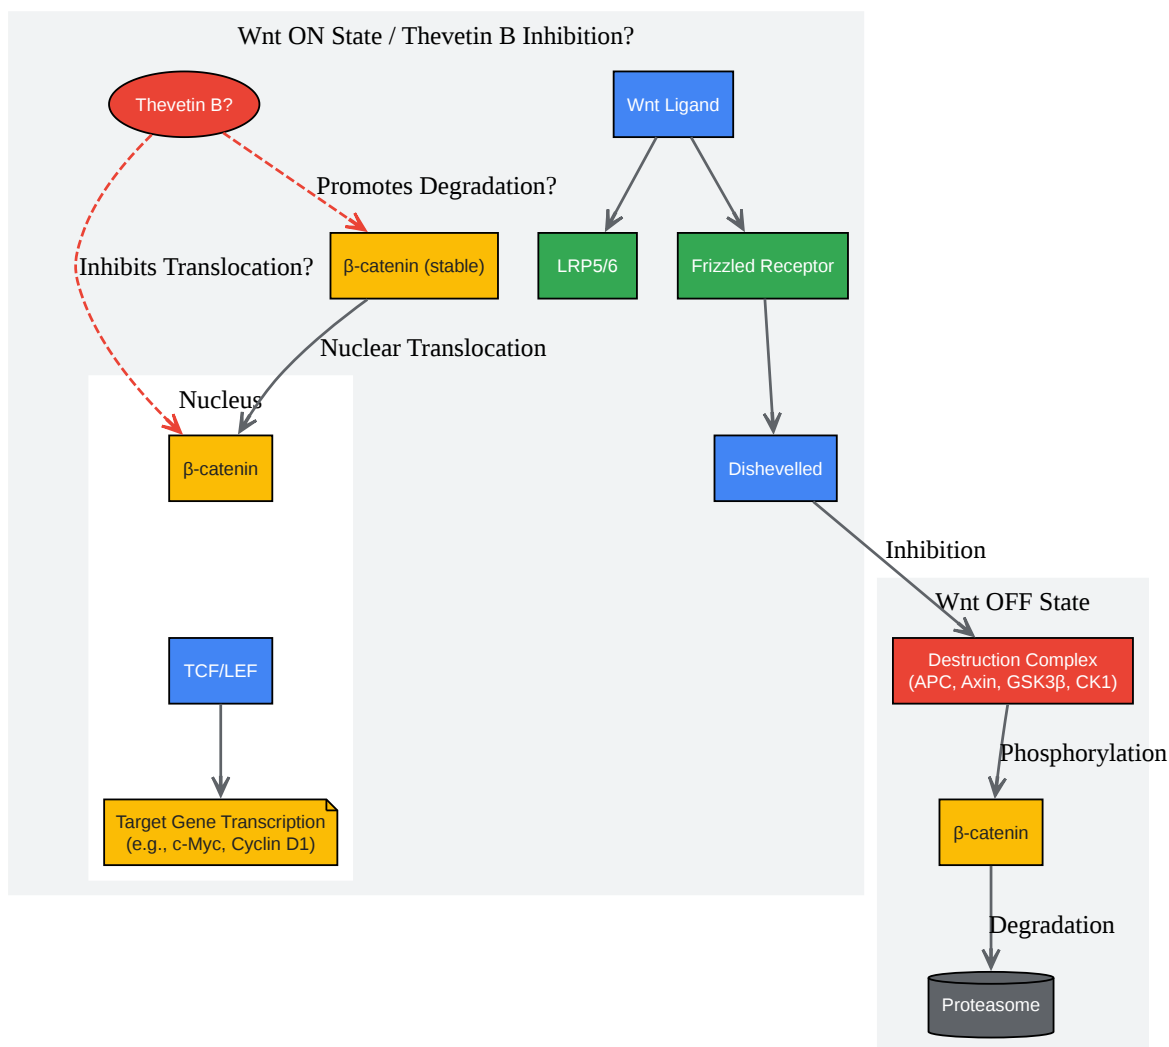 Wnt ON State / Thevetin B Inhibition?
Thevetin B?
Wnt Ligand
Promotes Degradation?
Inhibits Translocation?
β-catenin (stable)
LRP5/6
Frizzled Receptor
Nuclear Translocation
Nucleus
β-catenin
Dishevelled
Inhibition
Wnt OFF State
TCF/LEF
Destruction Complex
(APC, Axin, GSK3β, CK1)
Phosphorylation
Target Gene Transcription
(e.g., c-Myc, Cyclin D1)
β-catenin
Degradation
Proteasome